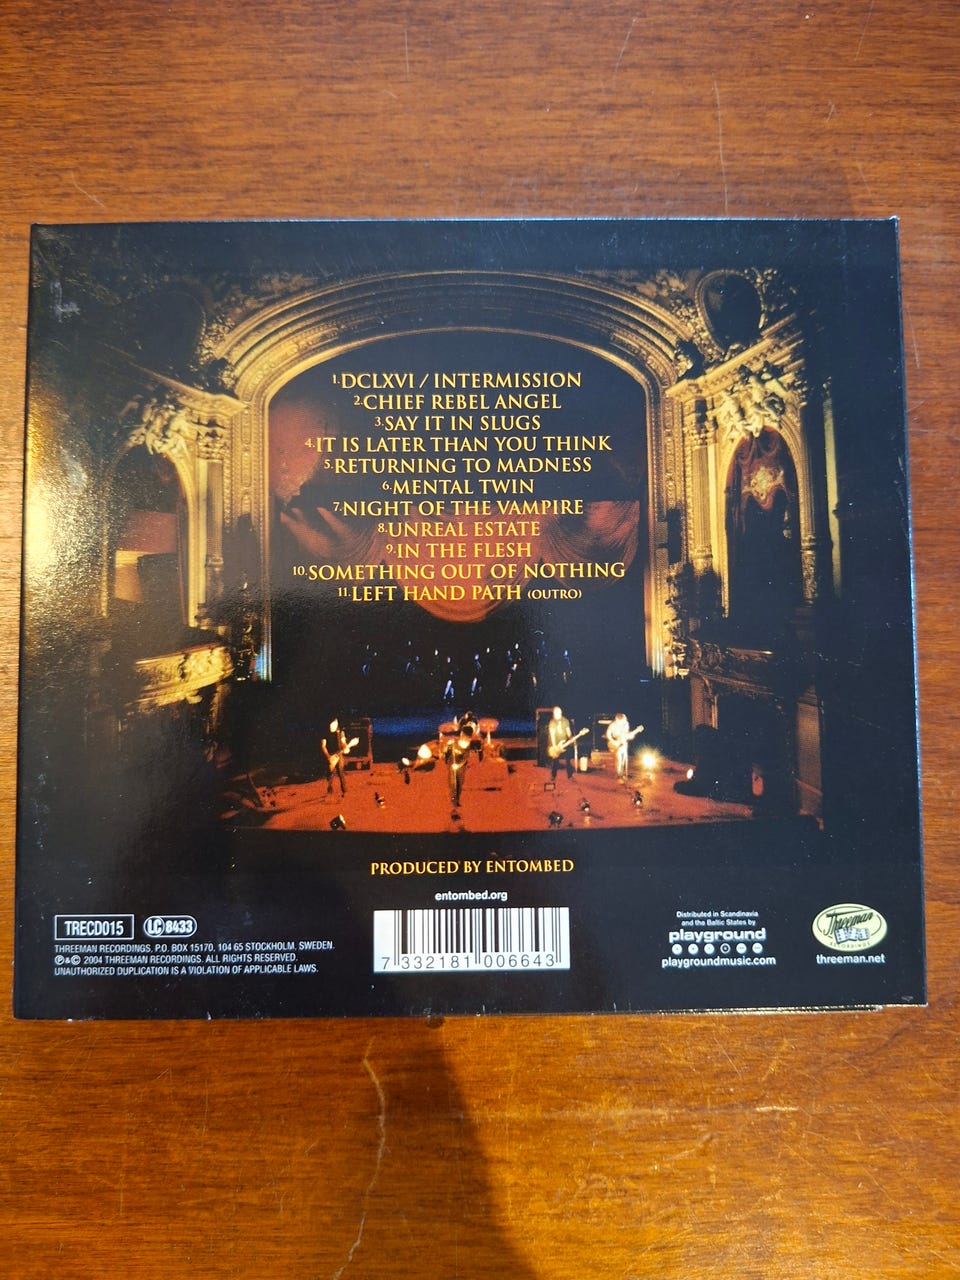 1.DCLXVI / INTERMISSION
2.CHIEF REBEL ANGEL
3.SAY IT IN SLUGS
4.IT IS LATER THAN YOU THINK
5.RETURNING TO MADNESS
6.MENTAL TWIN
7.NIGHT OF THE VAMPIRE
8.UNREAL ESTATE
9.IN THE FLESH
10.SOMETHING OUT OF NOTHING
11.LEFT HAND PATH (OUTRO)
PRODUCED BY ENTOMBED
entombed.org
TRECD015 LC 8433
THREEMAN RECORDINGS, P.O. BOX 15170, 104 65 STOCKHOLM, SWEDEN.
℗&© 2004 THREEMAN RECORDINGS. ALL RIGHTS RESERVED.
UNAUTHORIZED DUPLICATION IS A VIOLATION OF APPLICABLE LAWS.
7 332181 006643
Distributed in Scandinavia
and the Baltic States by
playground
playgroundmusic.com
Threeman
RECORDINGS
threeman.net